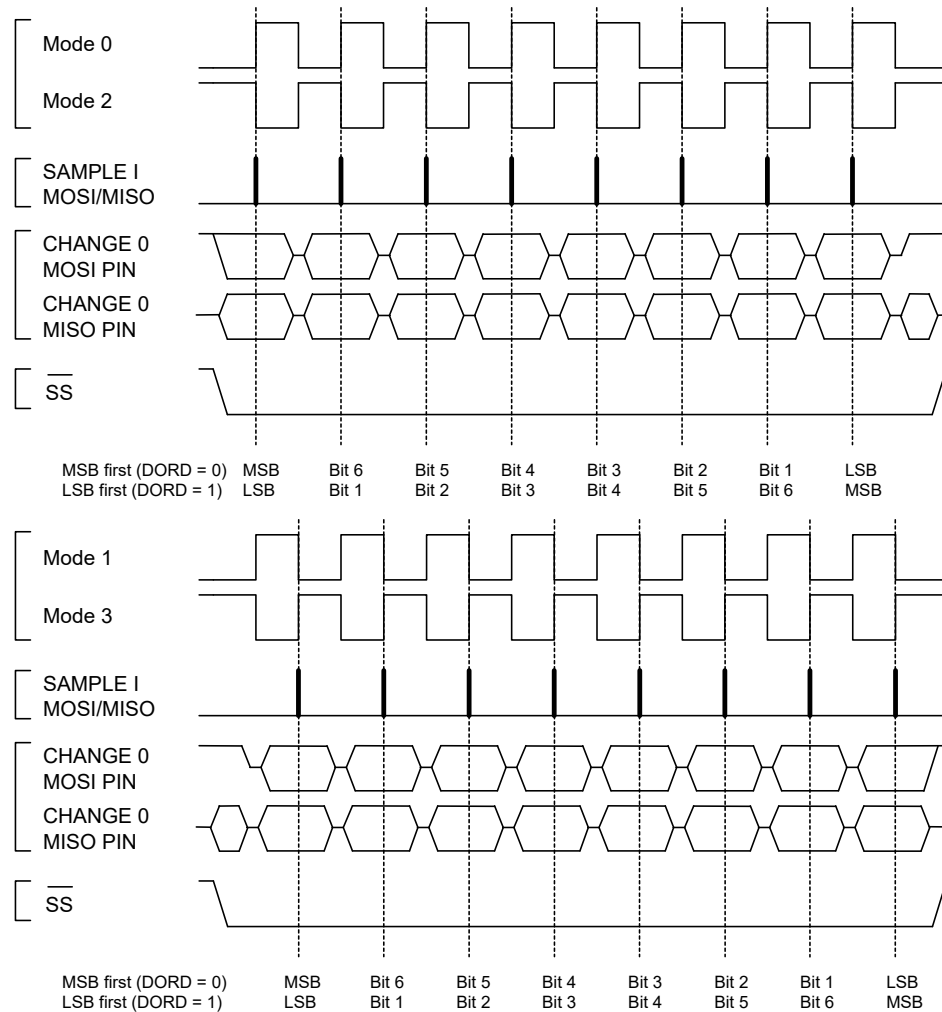 Mode 0
Mode 2
SAMPLE I
MOSI/MISO
CHANGE 0
MOSI PIN
CHANGE 0
MISO PIN
SS
MSB first (DORD = 0) MSB Bit 6 Bit 5 Bit 4 Bit 3 Bit 2 Bit 1 LSB
LSB first (DORD = 1) LSB Bit 1 Bit 2 Bit 3 Bit 4 Bit 5 Bit 6 MSB
Mode 1
Mode 3
SAMPLE I
MOSI/MISO
CHANGE 0
MOSI PIN
CHANGE 0
MISO PIN
SS
MSB first (DORD = 0) MSB Bit 6 Bit 5 Bit 4 Bit 3 Bit 2 Bit 1 LSB
LSB first (DORD = 1) LSB Bit 1 Bit 2 Bit 3 Bit 4 Bit 5 Bit 6 MSB